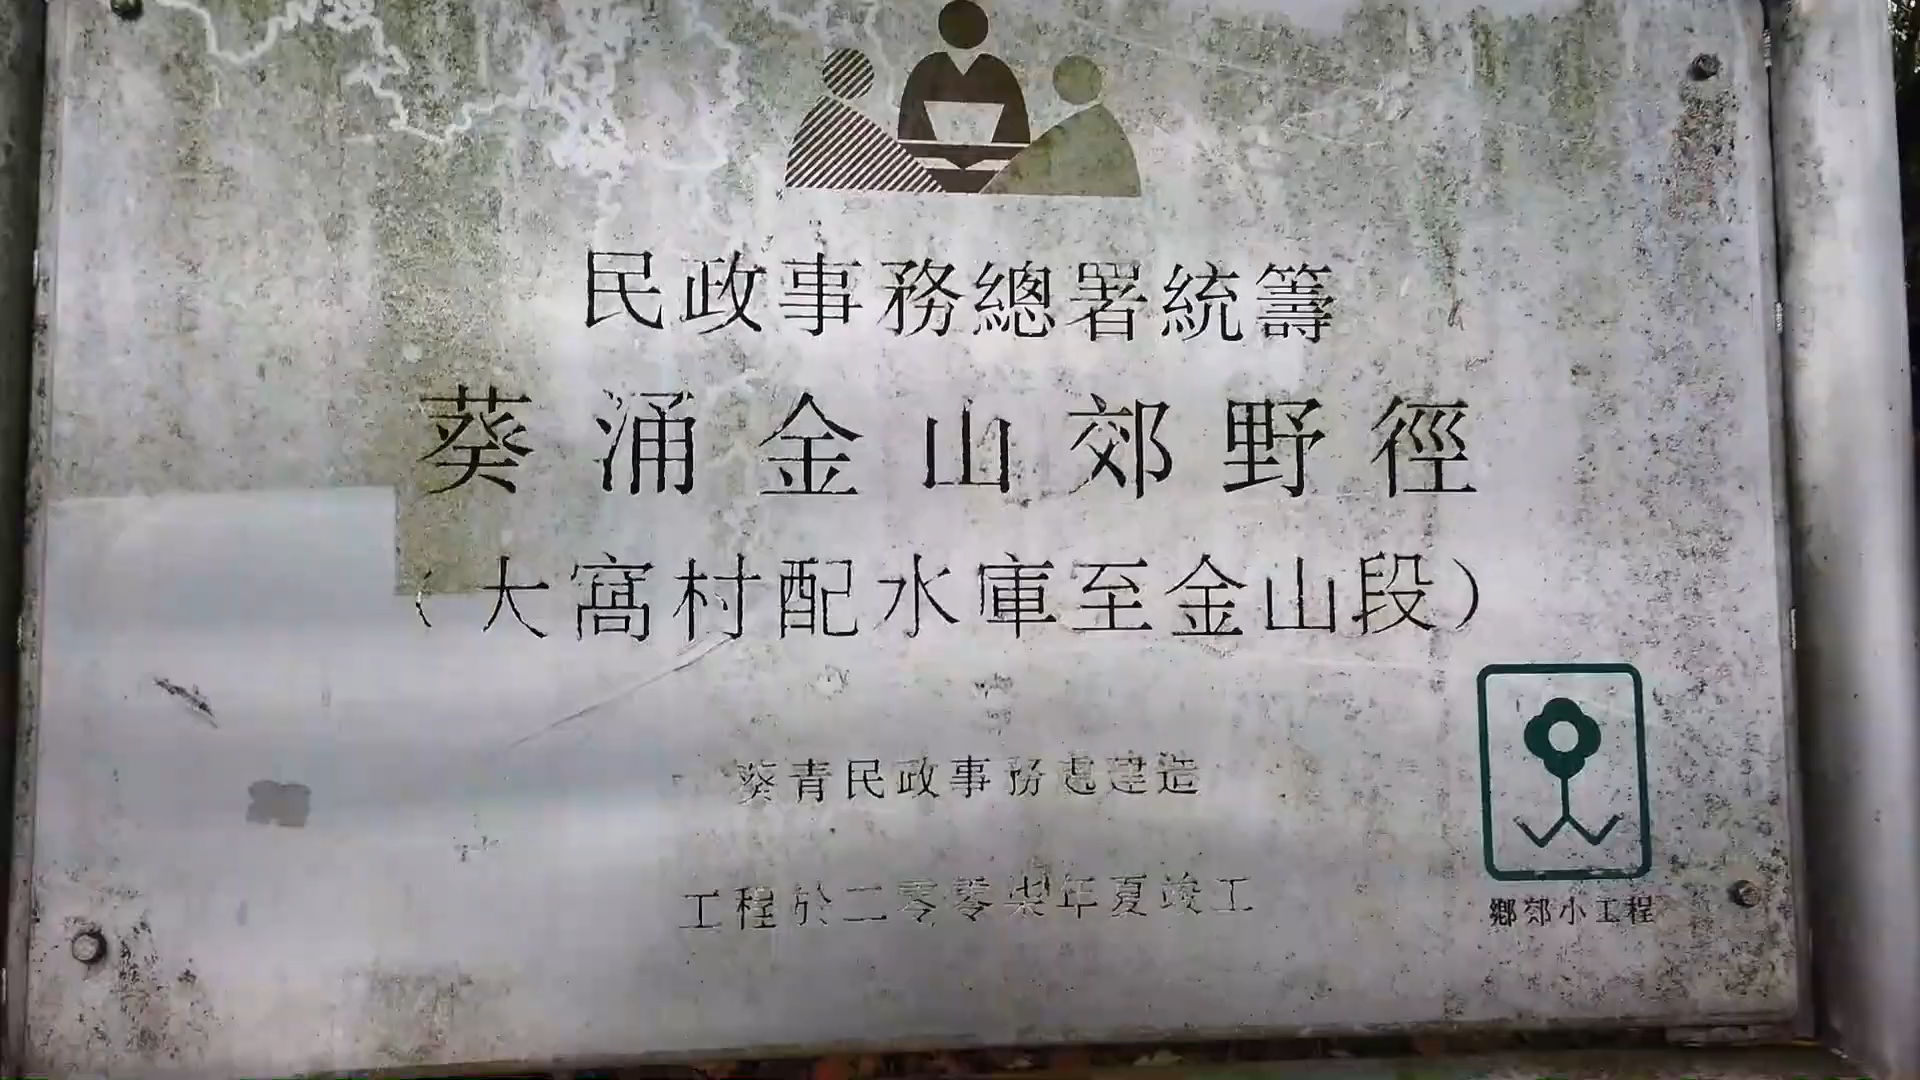 民政事務總署統籌
葵涌金山郊野徑
（大窩村配水庫至金山段）
葵青民政事務處建造
工程於二零零柒年夏竣工
鄉郊小工程